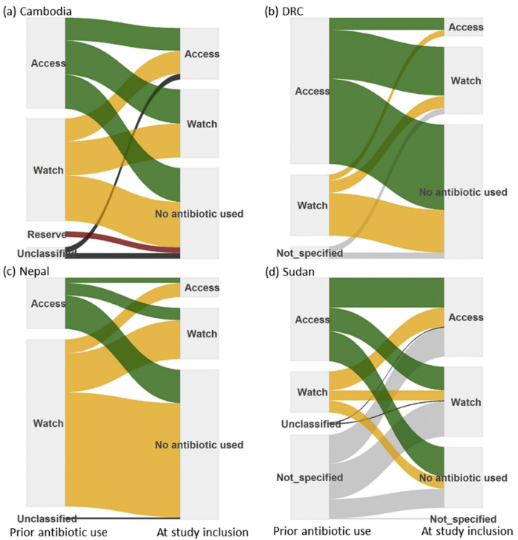 (a) Cambodia
Access
Watch
Reserve
Unclassified
Access
Watch
No antibiotic used
(b) DRC
Access
Watch
Not_specified
Access
Watch
No antibiotic used
(c) Nepal
Access
Watch
Unclassified
Access
Watch
No antibiotic used
Prior antibiotic use
At study inclusion
(d) Sudan
Access
Watch
Unclassified
Not_specified
Access
Watch
No antibiotic used
Not_specified
Prior antibiotic use
At study inclusion